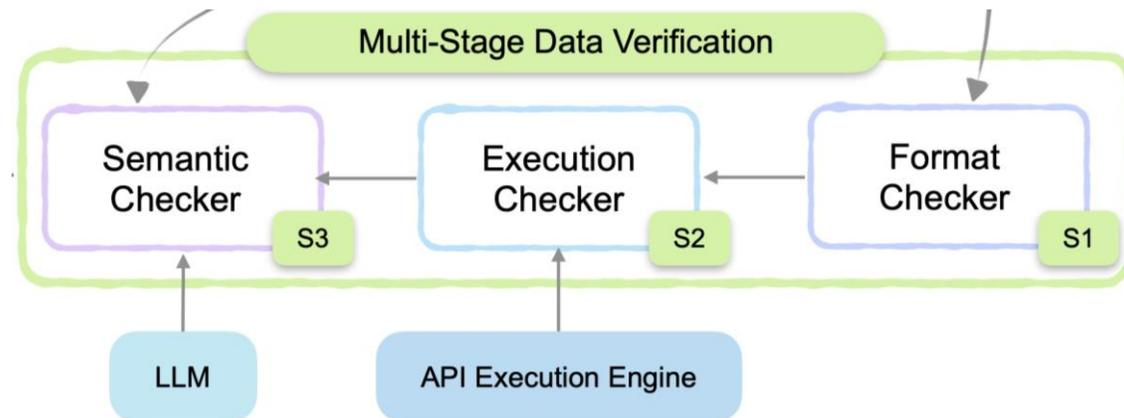 Multi-Stage Data Verification
Semantic
Checker
S3
Execution
Checker
S2
Format
Checker
S1
LLM
API Execution Engine